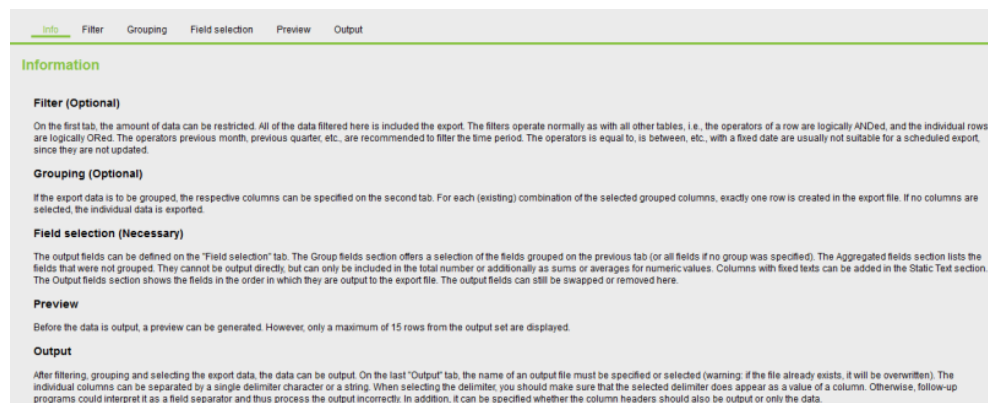 Info Filter Grouping Field selection Preview Output
Information
Filter (Optional)
On the first tab, the amount of data can be restricted. All of the data filtered here is included the export. The filters operate normally as with all other tables, i.e., the operators of a row are logically ANDed, and the individual rows
are logically ORed. The operators previous month, previous quarter, etc., are recommended to filter the time period. The operators is equal to, is between, etc., with a fixed date are usually not suitable for a scheduled export,
since they are not updated.
Grouping (Optional)
If the export data is to be grouped, the respective columns can be specified on the second tab. For each (existing) combination of the selected grouped columns, exactly one row is created in the export file. If no columns are
selected, the individual data is exported.
Field selection (Necessary)
The output fields can be defined on the "Field selection" tab. The Group fields section offers a selection of the fields grouped on the previous tab (or all fields if no group was specified). The Aggregated fields section lists the
fields that were not grouped. They cannot be output directly, but can only be included in the total number or additionally as sums or averages for numeric values. Columns with fixed texts can be added in the Static Text section.
The Output fields section shows the fields in the order in which they are output to the export file. The output fields can still be swapped or removed here.
Preview
Before the data is output, a preview can be generated. However, only a maximum of 15 rows from the output set are displayed.
Output
After filtering, grouping and selecting the export data, the data can be output. On the last "Output" tab, the name of an output file must be specified or selected (warning: if the file already exists, it will be overwritten). The
individual columns can be separated by a single delimiter character or a string. When selecting the delimiter, you should make sure that the selected delimiter does appear as a value of a column. Otherwise, follow-up
programs could interpret it as a field separator and thus process the output incorrectly. In addition, it can be specified whether the column headers should also be output or only the data.